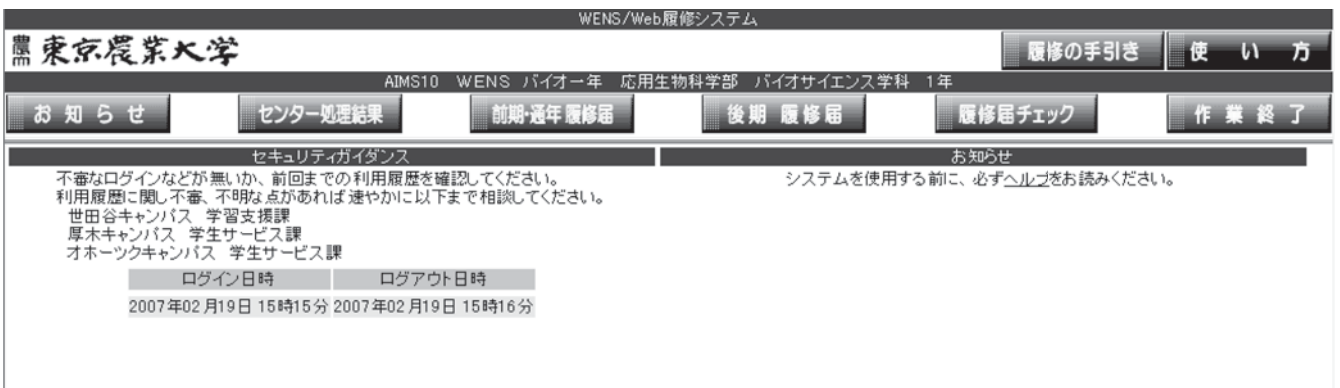 WENS/Web履修システム
東京農業大学
履修の手引き
使い方
AIMS10 WENS バイオ一年 応用生物科学部 バイオサイエンス学科 1年
お知らせ
センター処理結果
前期・通年履修届
後期 履修届
履修届チェック
作業終了
セキュリティガイダンス
不審なログインなどが無いか、前回までの利用履歴を確認してください。
利用履歴に関し不審、不明な点があれば速やかに以下まで相談してください。
世田谷キャンパス 学習支援課
厚木キャンパス 学生サービス課
オホーツクキャンパス 学生サービス課
ログイン日時 ログアウト日時
2007年02月19日 15時15分 2007年02月19日 15時16分
お知らせ
システムを使用する前に、必ずヘルプをお読みください。